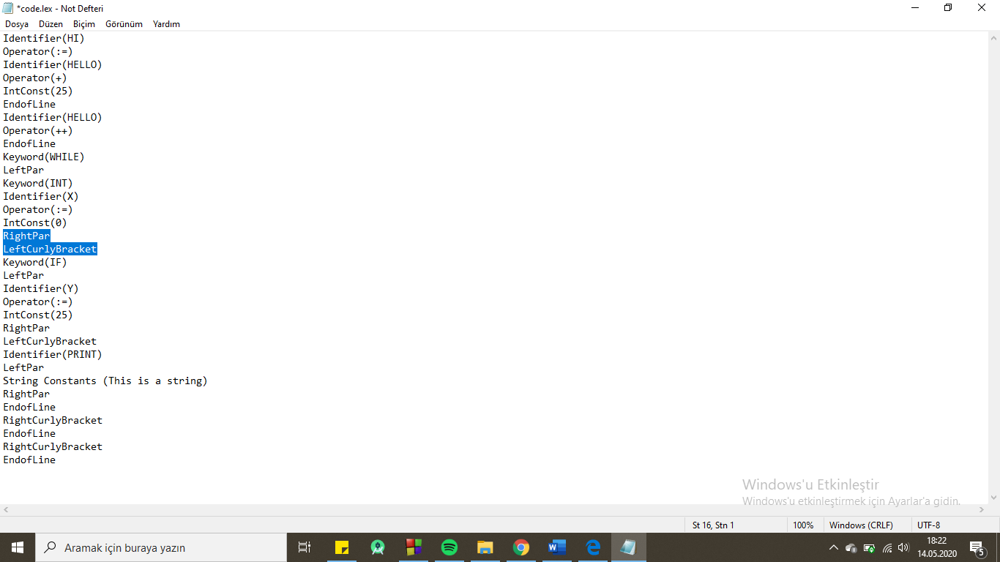 *code.lex - Not Defteri
Dosya Düzen Biçim Görünüm Yardım
Identifier(HI)
Operator(:=)
Identifier(HELLO)
Operator(+)
IntConst(25)
EndofLine
Identifier(HELLO)
Operator(++)
EndofLine
Keyword(WHILE)
LeftPar
Keyword(INT)
Identifier(X)
Operator(:=)
IntConst(0)
RightPar
LeftCurlyBracket
Keyword(IF)
LeftPar
Identifier(Y)
Operator(:=)
IntConst(25)
RightPar
LeftCurlyBracket
Identifier(PRINT)
LeftPar
String Constants (This is a string)
RightPar
EndofLine
RightCurlyBracket
EndofLine
RightCurlyBracket
EndofLine
Windows'u Etkinleştir
Windows'u etkinleştirmek için Ayarlar'a gidin.
St 16, Stn 1 100% Windows (CRLF) UTF-8
Aramak için buraya yazın
18:22
14.05.2020
5